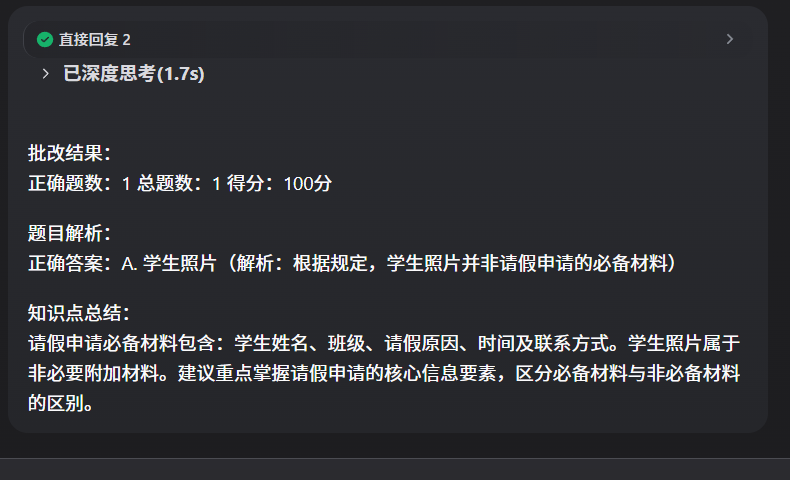 直接回复 2
已深度思考(1.7s)
批改结果：
正确题数：1 总题数：1 得分：100分
题目解析：
正确答案：A. 学生照片（解析：根据规定，学生照片并非请假申请的必备材料）
知识点总结：
请假申请必备材料包含：学生姓名、班级、请假原因、时间及联系方式。学生照片属于
非必要附加材料。建议重点掌握请假申请的核心信息要素，区分必备材料与非必备材料
的区别。